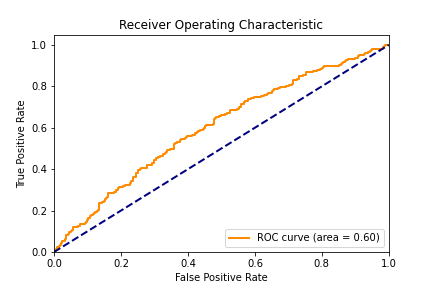 Receiver Operating Characteristic
True Positive Rate
1.0
0.8
0.6
0.4
0.2
0.0
ROC curve (area = 0.60)
0.0 0.2 0.4 0.6 0.8 1.0
False Positive Rate